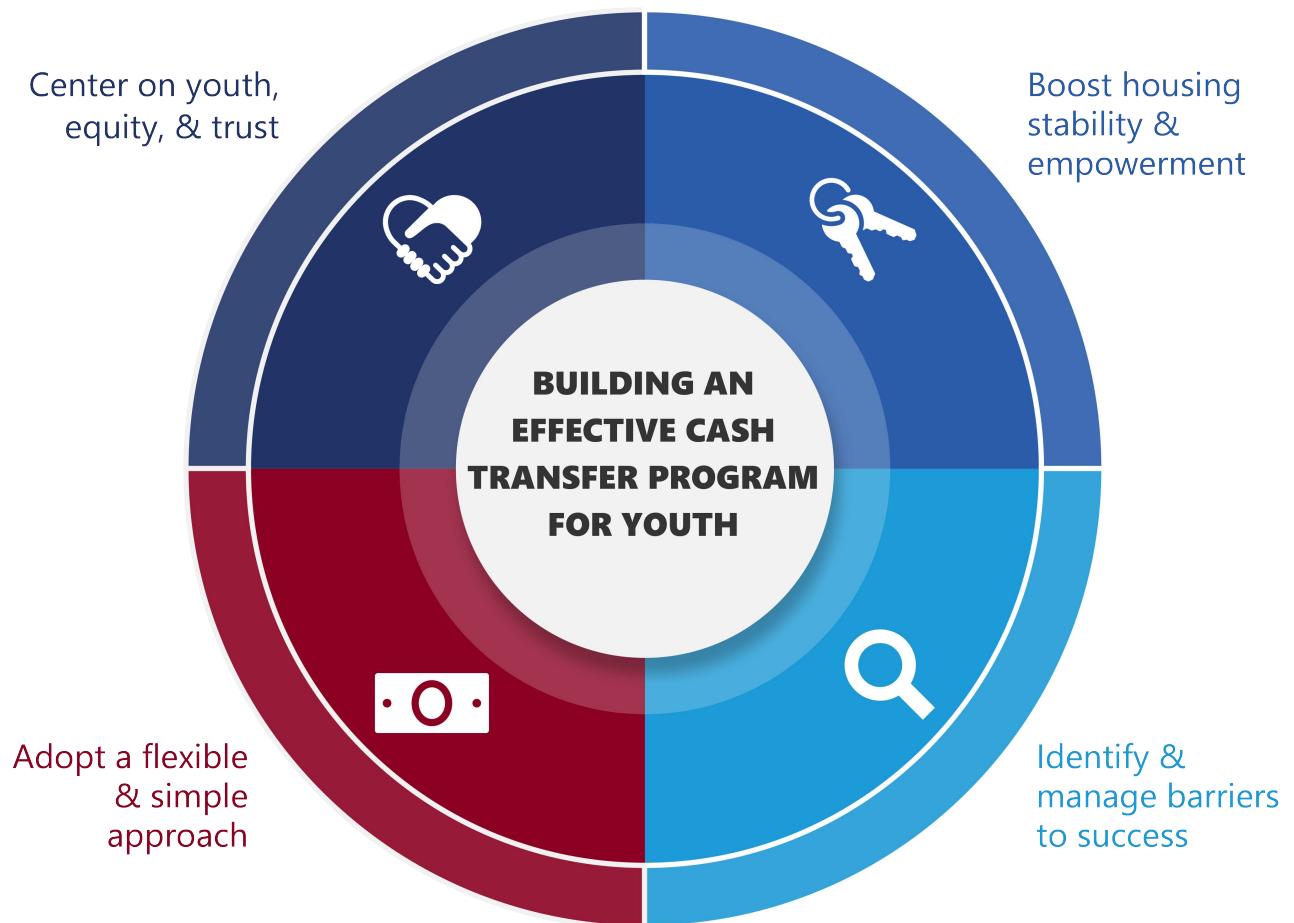 Center on youth,
equity, & trust
Boost housing
stability &
empowerment
BUILDING AN
EFFECTIVE CASH
TRANSFER PROGRAM
FOR YOUTH
Adopt a flexible
& simple
approach
Identify &
manage barriers
to success